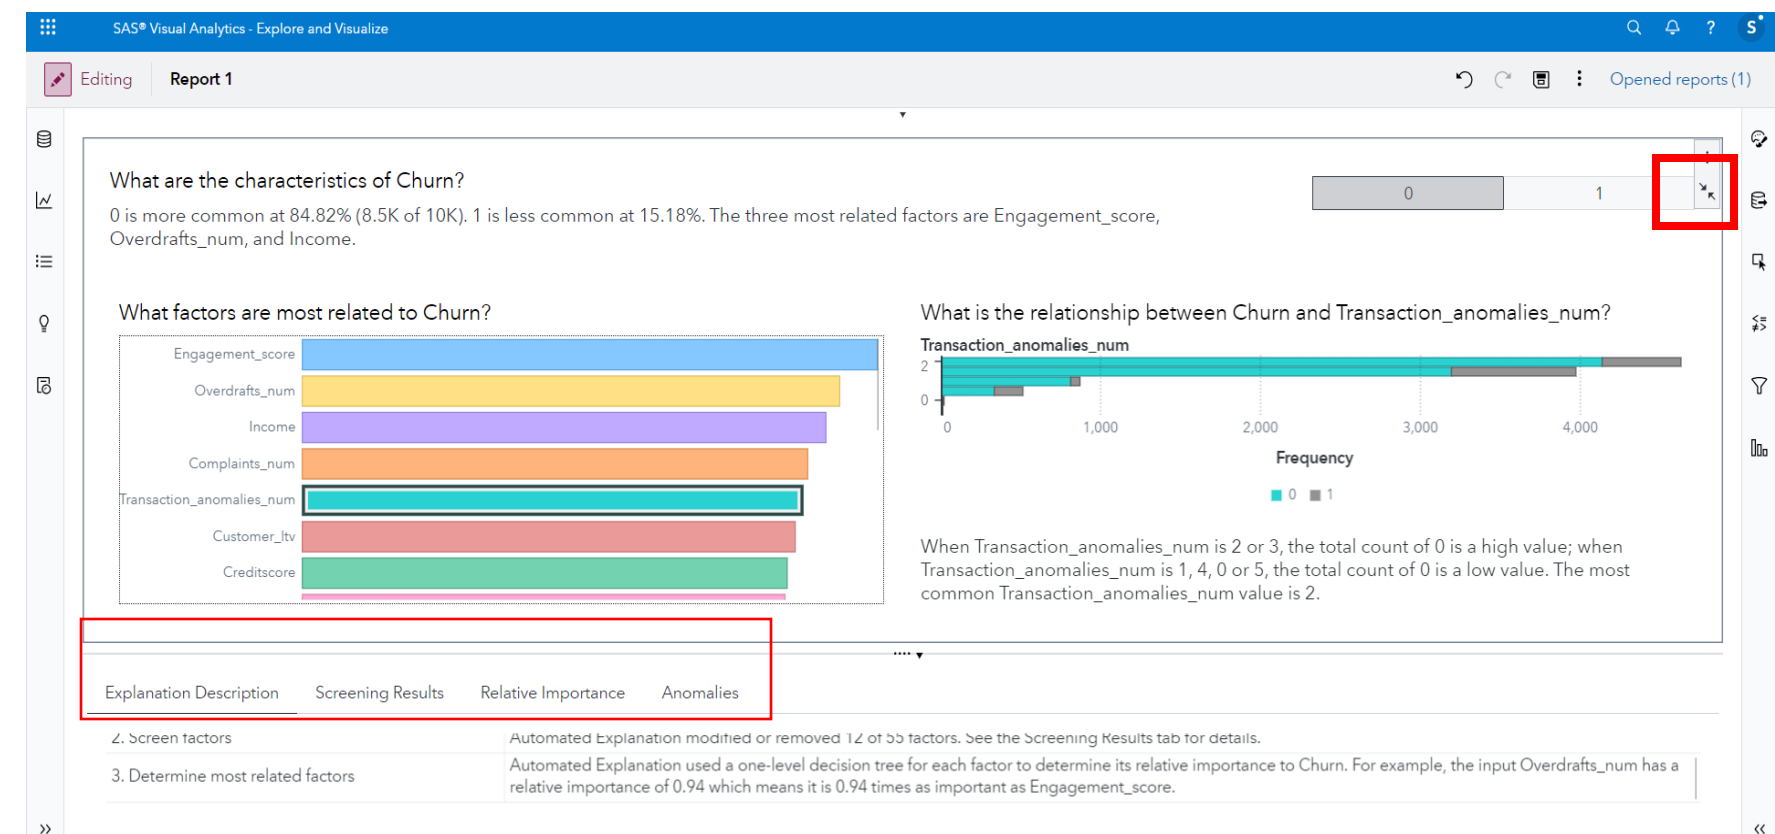 SAS® Visual Analytics - Explore and Visualize
?
S
Editing
Report 1
Opened reports (1)
What are the characteristics of Churn?
0 is more common at 84.82% (8.5K of 10K). 1 is less common at 15.18%. The three most related factors are Engagement_score,
Overdrafts_num, and Income.
0
1
What factors are most related to Churn?
Engagement_score
Overdrafts_num
Income
Complaints_num
Transaction_anomalies_num
Customer_ltv
Creditscore
What is the relationship between Churn and Transaction_anomalies_num?
Transaction_anomalies_num
2
0
0
1,000
2,000
3,000
4,000
Frequency
0
1
When Transaction_anomalies_num is 2 or 3, the total count of 0 is a high value; when
Transaction_anomalies_num is 1, 4, 0 or 5, the total count of 0 is a low value. The most
common Transaction_anomalies_num value is 2.
Explanation Description
Screening Results
Relative Importance
Anomalies
2. Screen factors
Automated Explanation modified or removed 12 of 55 factors. See the Screening Results tab for details.
3. Determine most related factors
Automated Explanation used a one-level decision tree for each factor to determine its relative importance to Churn. For example, the input Overdrafts_num has a
relative importance of 0.94 which means it is 0.94 times as important as Engagement_score.